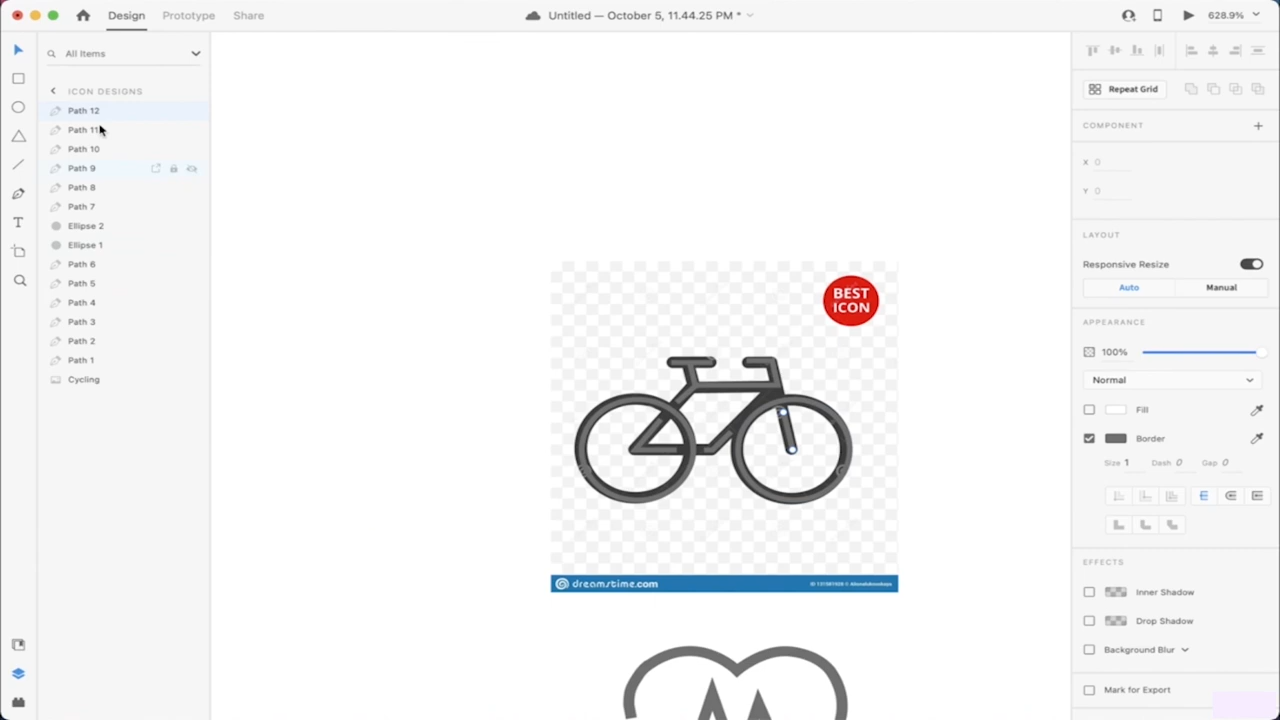 Design
Prototype
Share
Untitled — October 5, 11.44.25 PM *
628.9%
All Items
ICON DESIGNS
Path 12
Path 11
Path 10
Path 9
Path 8
Path 7
Ellipse 2
Ellipse 1
Path 6
Path 5
Path 4
Path 3
Path 2
Path 1
Cycling
BEST
ICON
dreamstime.com
T
Repeat Grid
COMPONENT
X 0
Y 0
LAYOUT
Responsive Resize
Auto
Manual
APPEARANCE
100%
Normal
Fill
Border
Size 1 Dash 0 Gap 0
EFFECTS
Inner Shadow
Drop Shadow
Background Blur
Mark for Export